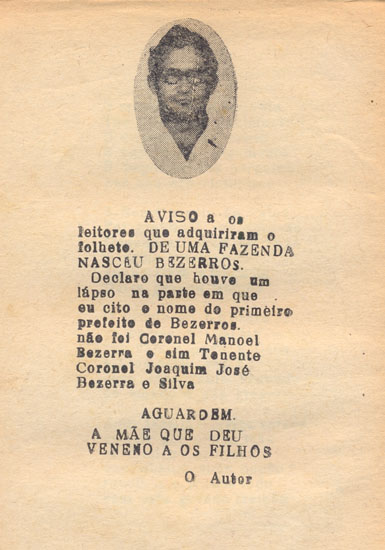 AVISO a os
leitores que adquiriram o
folheto. DE UMA FAZENDA
NASCEU BEZERROS.
Declaro que houve um
lápso na parte em que
eu cito o nome do primeiro
prefeito de Bezerros.
não foi Coronel Manoel
Bezerra e sim Tenente
Coronel Joaquim José
Bezerra e Silva
AGUARDEM.
A MÃE QUE DEU
VENENO A OS FILHOS
O Autor